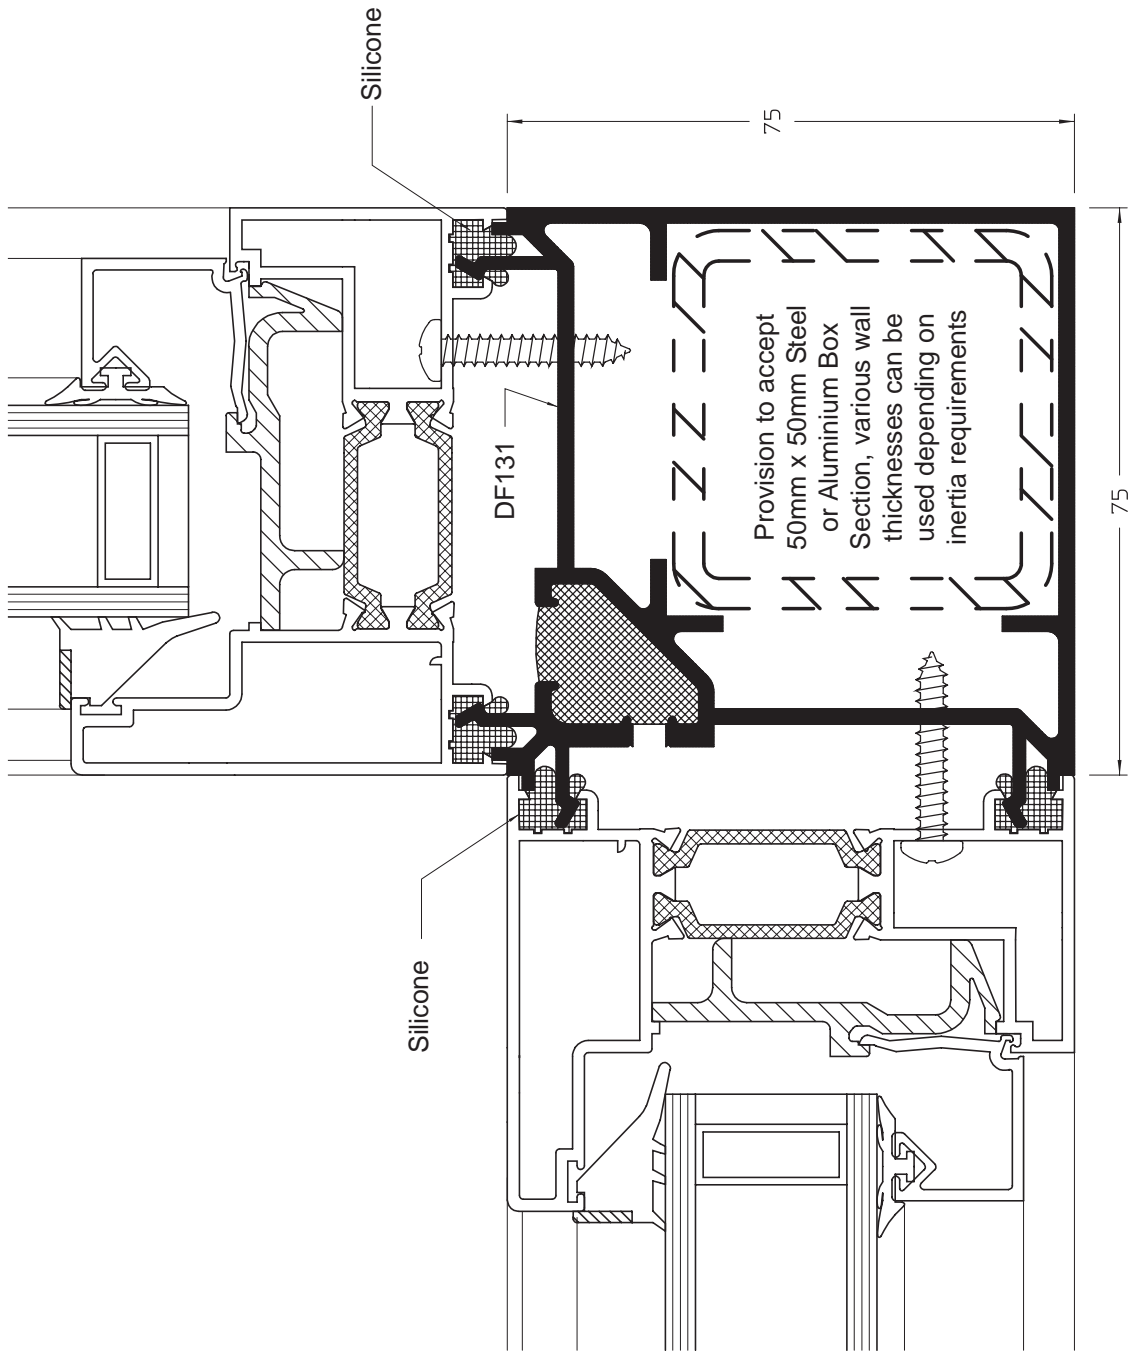 Silicone
75
DF131
Provision to accept
50mm x 50mm Steel
or Aluminium Box
Section, various wall
thicknesses can be
used depending on
inertia requirements
75
Silicone